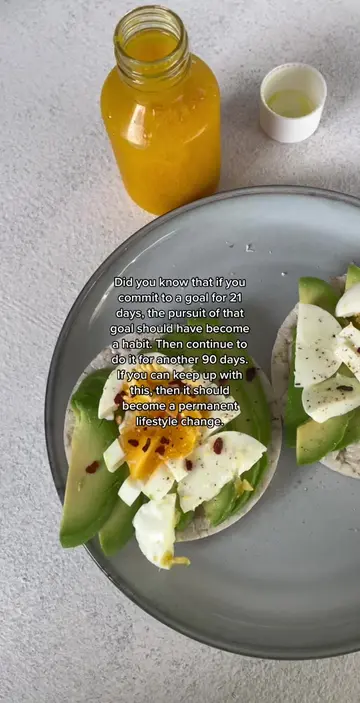 Did you know that if you
commit to a goal for 21
days, the pursuit of that
goal should have become
a habit. Then continue to
do it for another 90 days.
If you can keep up with
this, then it should
become a permanent
lifestyle change.